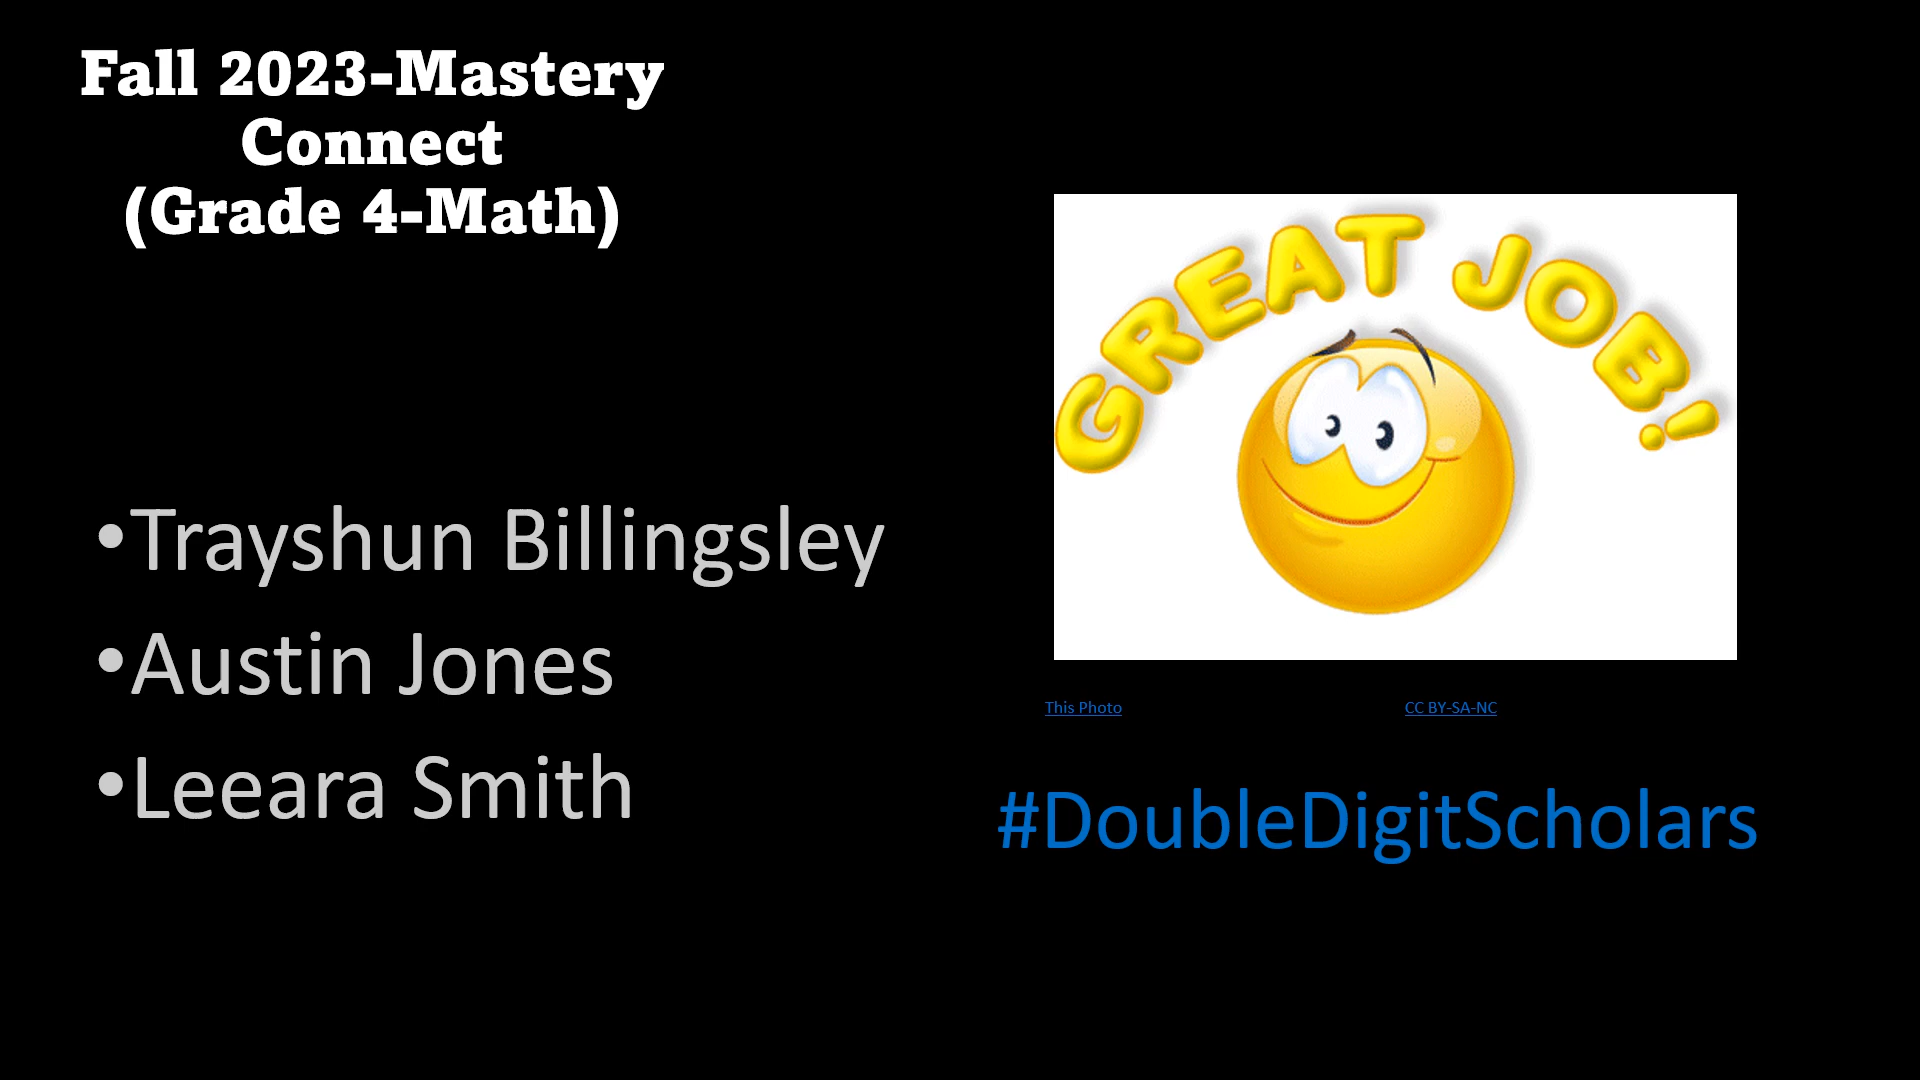 Fall 2023-Mastery
Connect
(Grade 4-Math)
GREAT JOB!
•Trayshun Billingsley
•Austin Jones
•Leeara Smith
This Photo CC BY-SA-NC
#DoubleDigitScholars